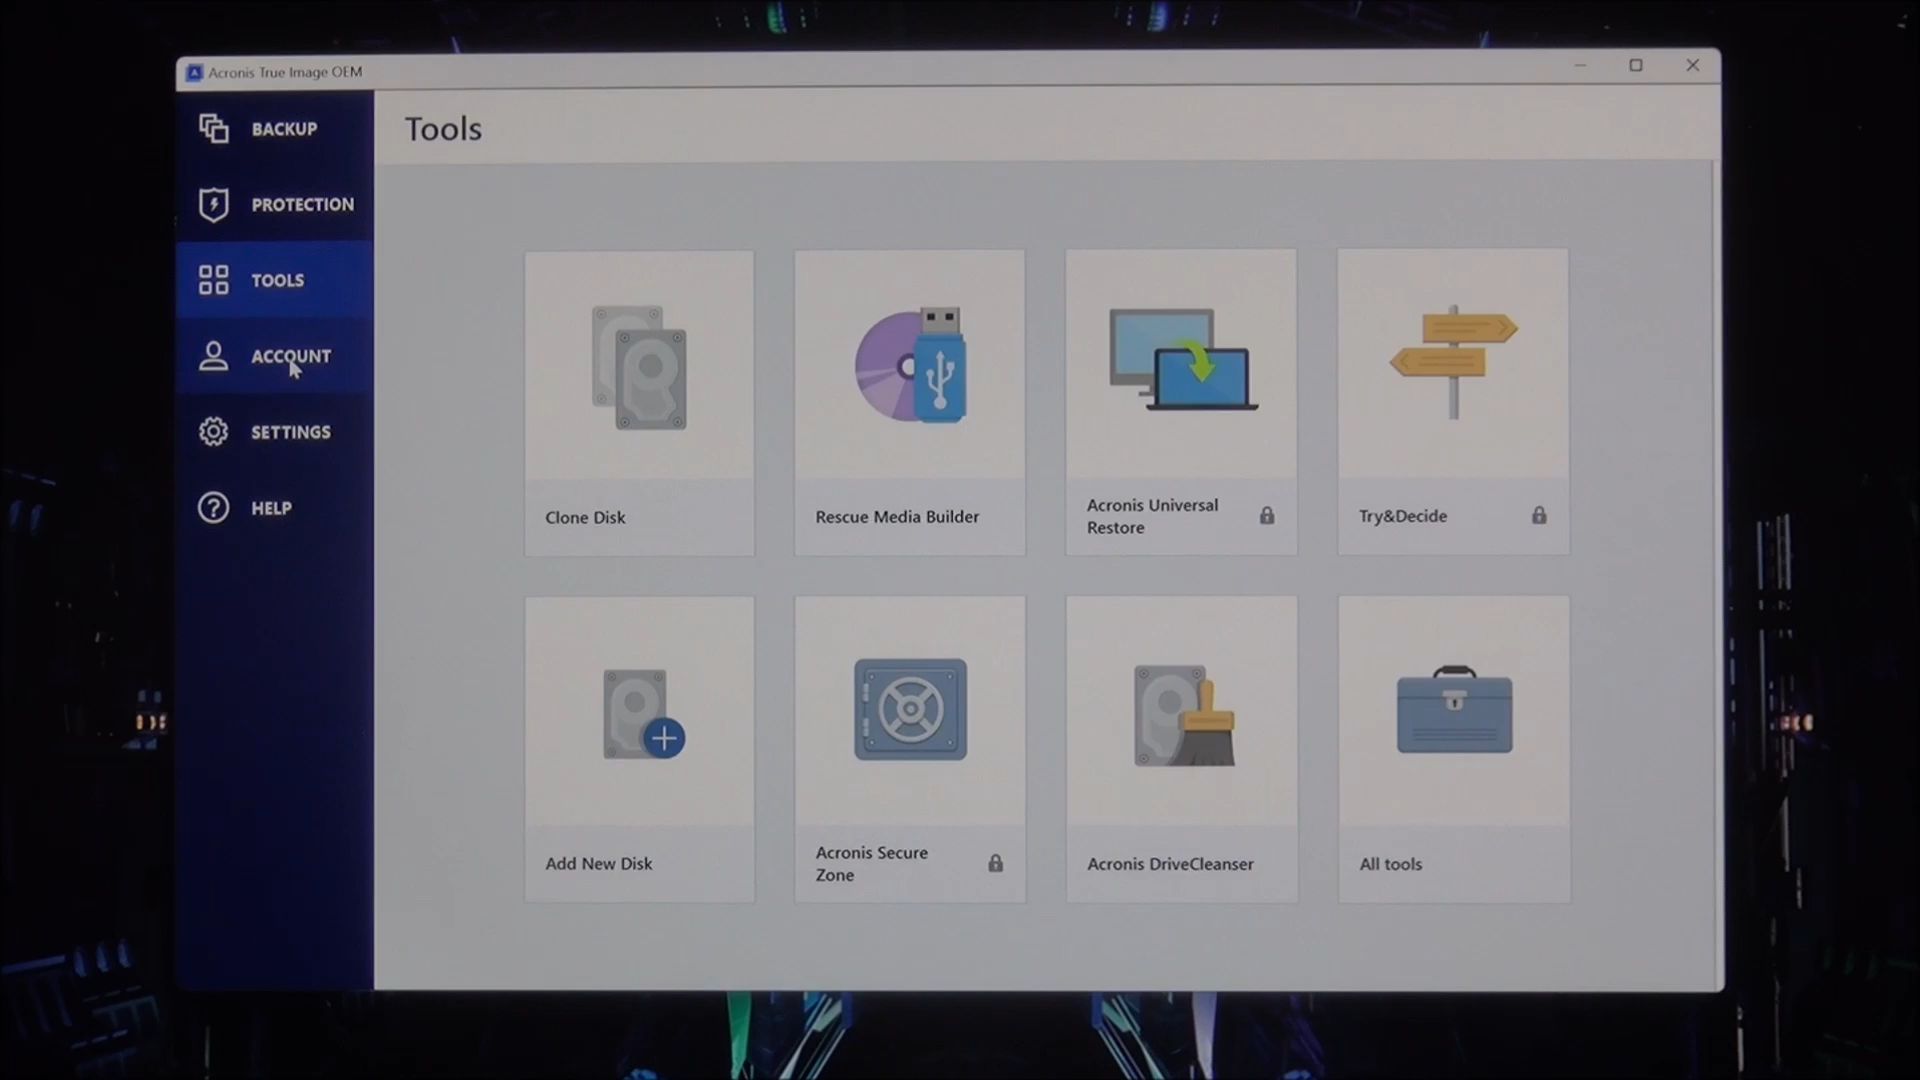 Acronis True Image OEM
BACKUP
PROTECTION
TOOLS
ACCOUNT
SETTINGS
HELP
Tools
Clone Disk
Rescue Media Builder
Acronis Universal
Restore
Try&Decide
Add New Disk
Acronis Secure
Zone
Acronis DriveCleanser
All tools